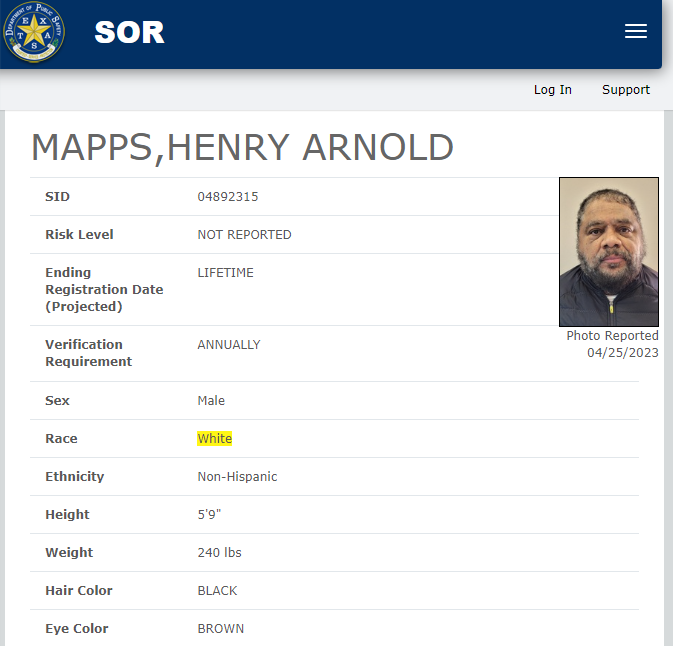 DEPARTMENT OF PUBLIC SAFETY
TEXAS
SOR
Log In Support
MAPPS,HENRY ARNOLD
SID 04892315
Risk Level NOT REPORTED
Ending LIFETIME
Registration Date
(Projected)
Photo Reported
04/25/2023
Verification ANNUALLY
Requirement
Sex Male
Race White
Ethnicity Non-Hispanic
Height 5'9"
Weight 240 lbs
Hair Color BLACK
Eye Color BROWN